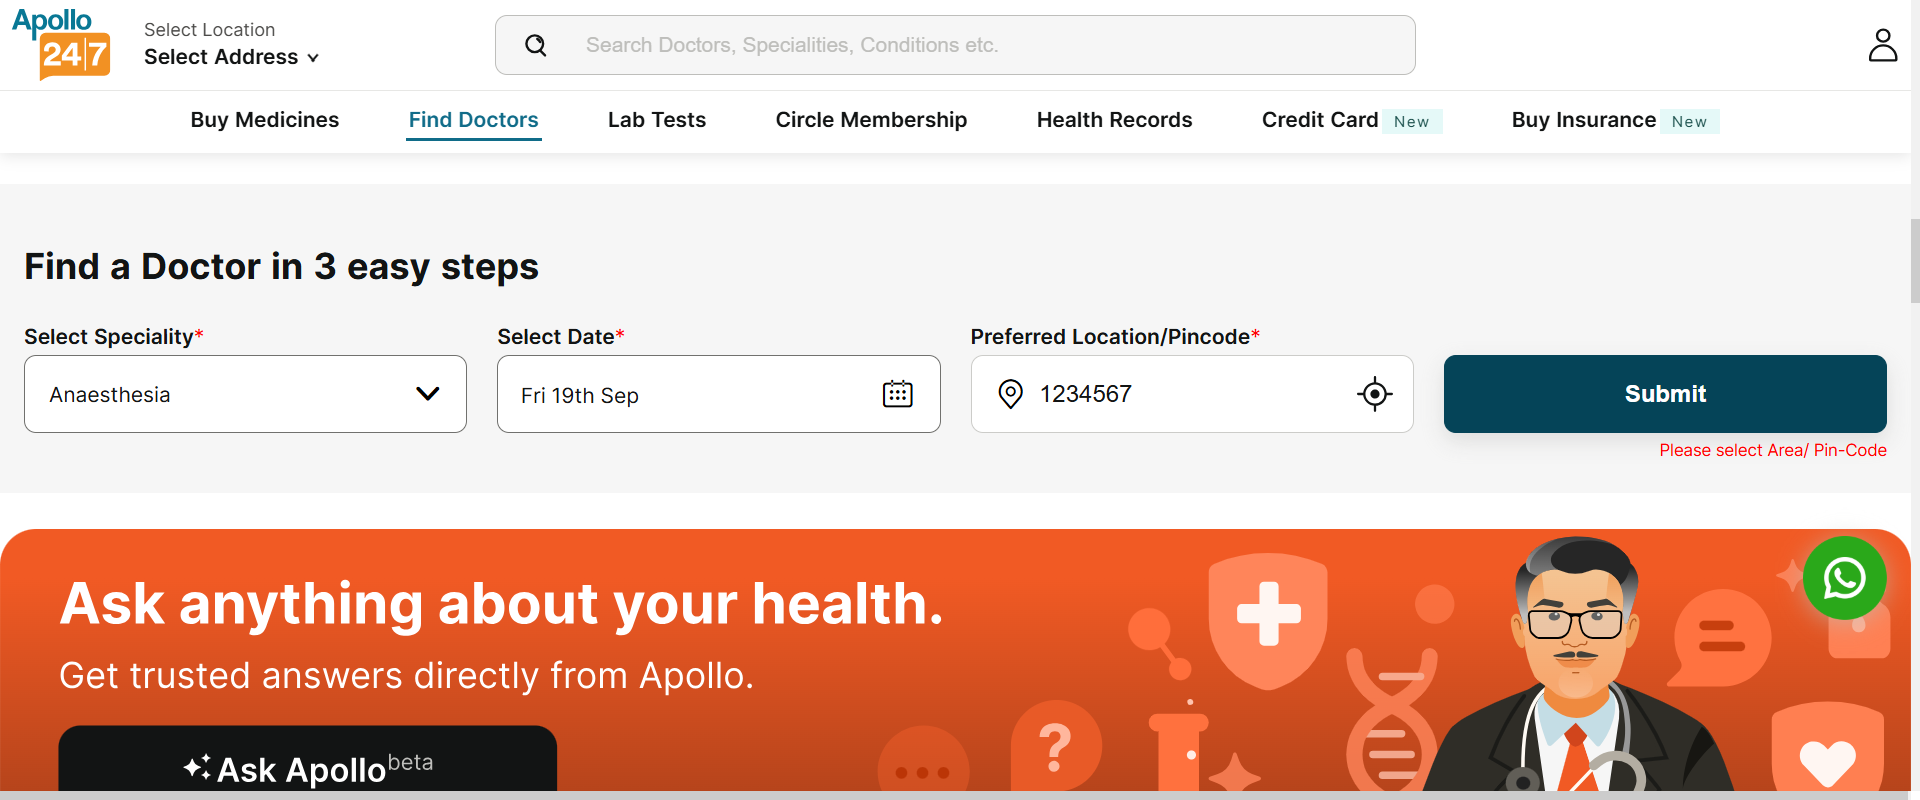 Apollo
24|7
Select Location
Select Address
Search Doctors, Specialities, Conditions etc.
Buy Medicines
Find Doctors
Lab Tests
Circle Membership
Health Records
Credit Card New
Buy Insurance New
Find a Doctor in 3 easy steps
Select Speciality*
Anaesthesia
Select Date*
Fri 19th Sep
Preferred Location/Pincode*
1234567
Submit
Please select Area/ Pin-Code
Ask anything about your health.
Get trusted answers directly from Apollo.
Ask Apollo beta
?